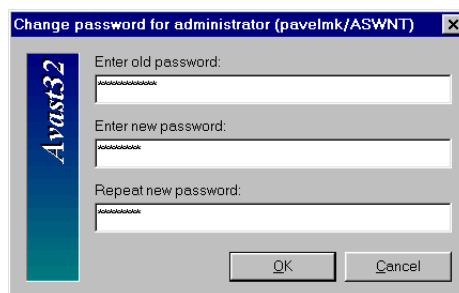 Change password for administrator (pavelmk/ASWNT)
Avast32
Enter old password:
************
Enter new password:
*********
Repeat new password:
*********
OK
Cancel